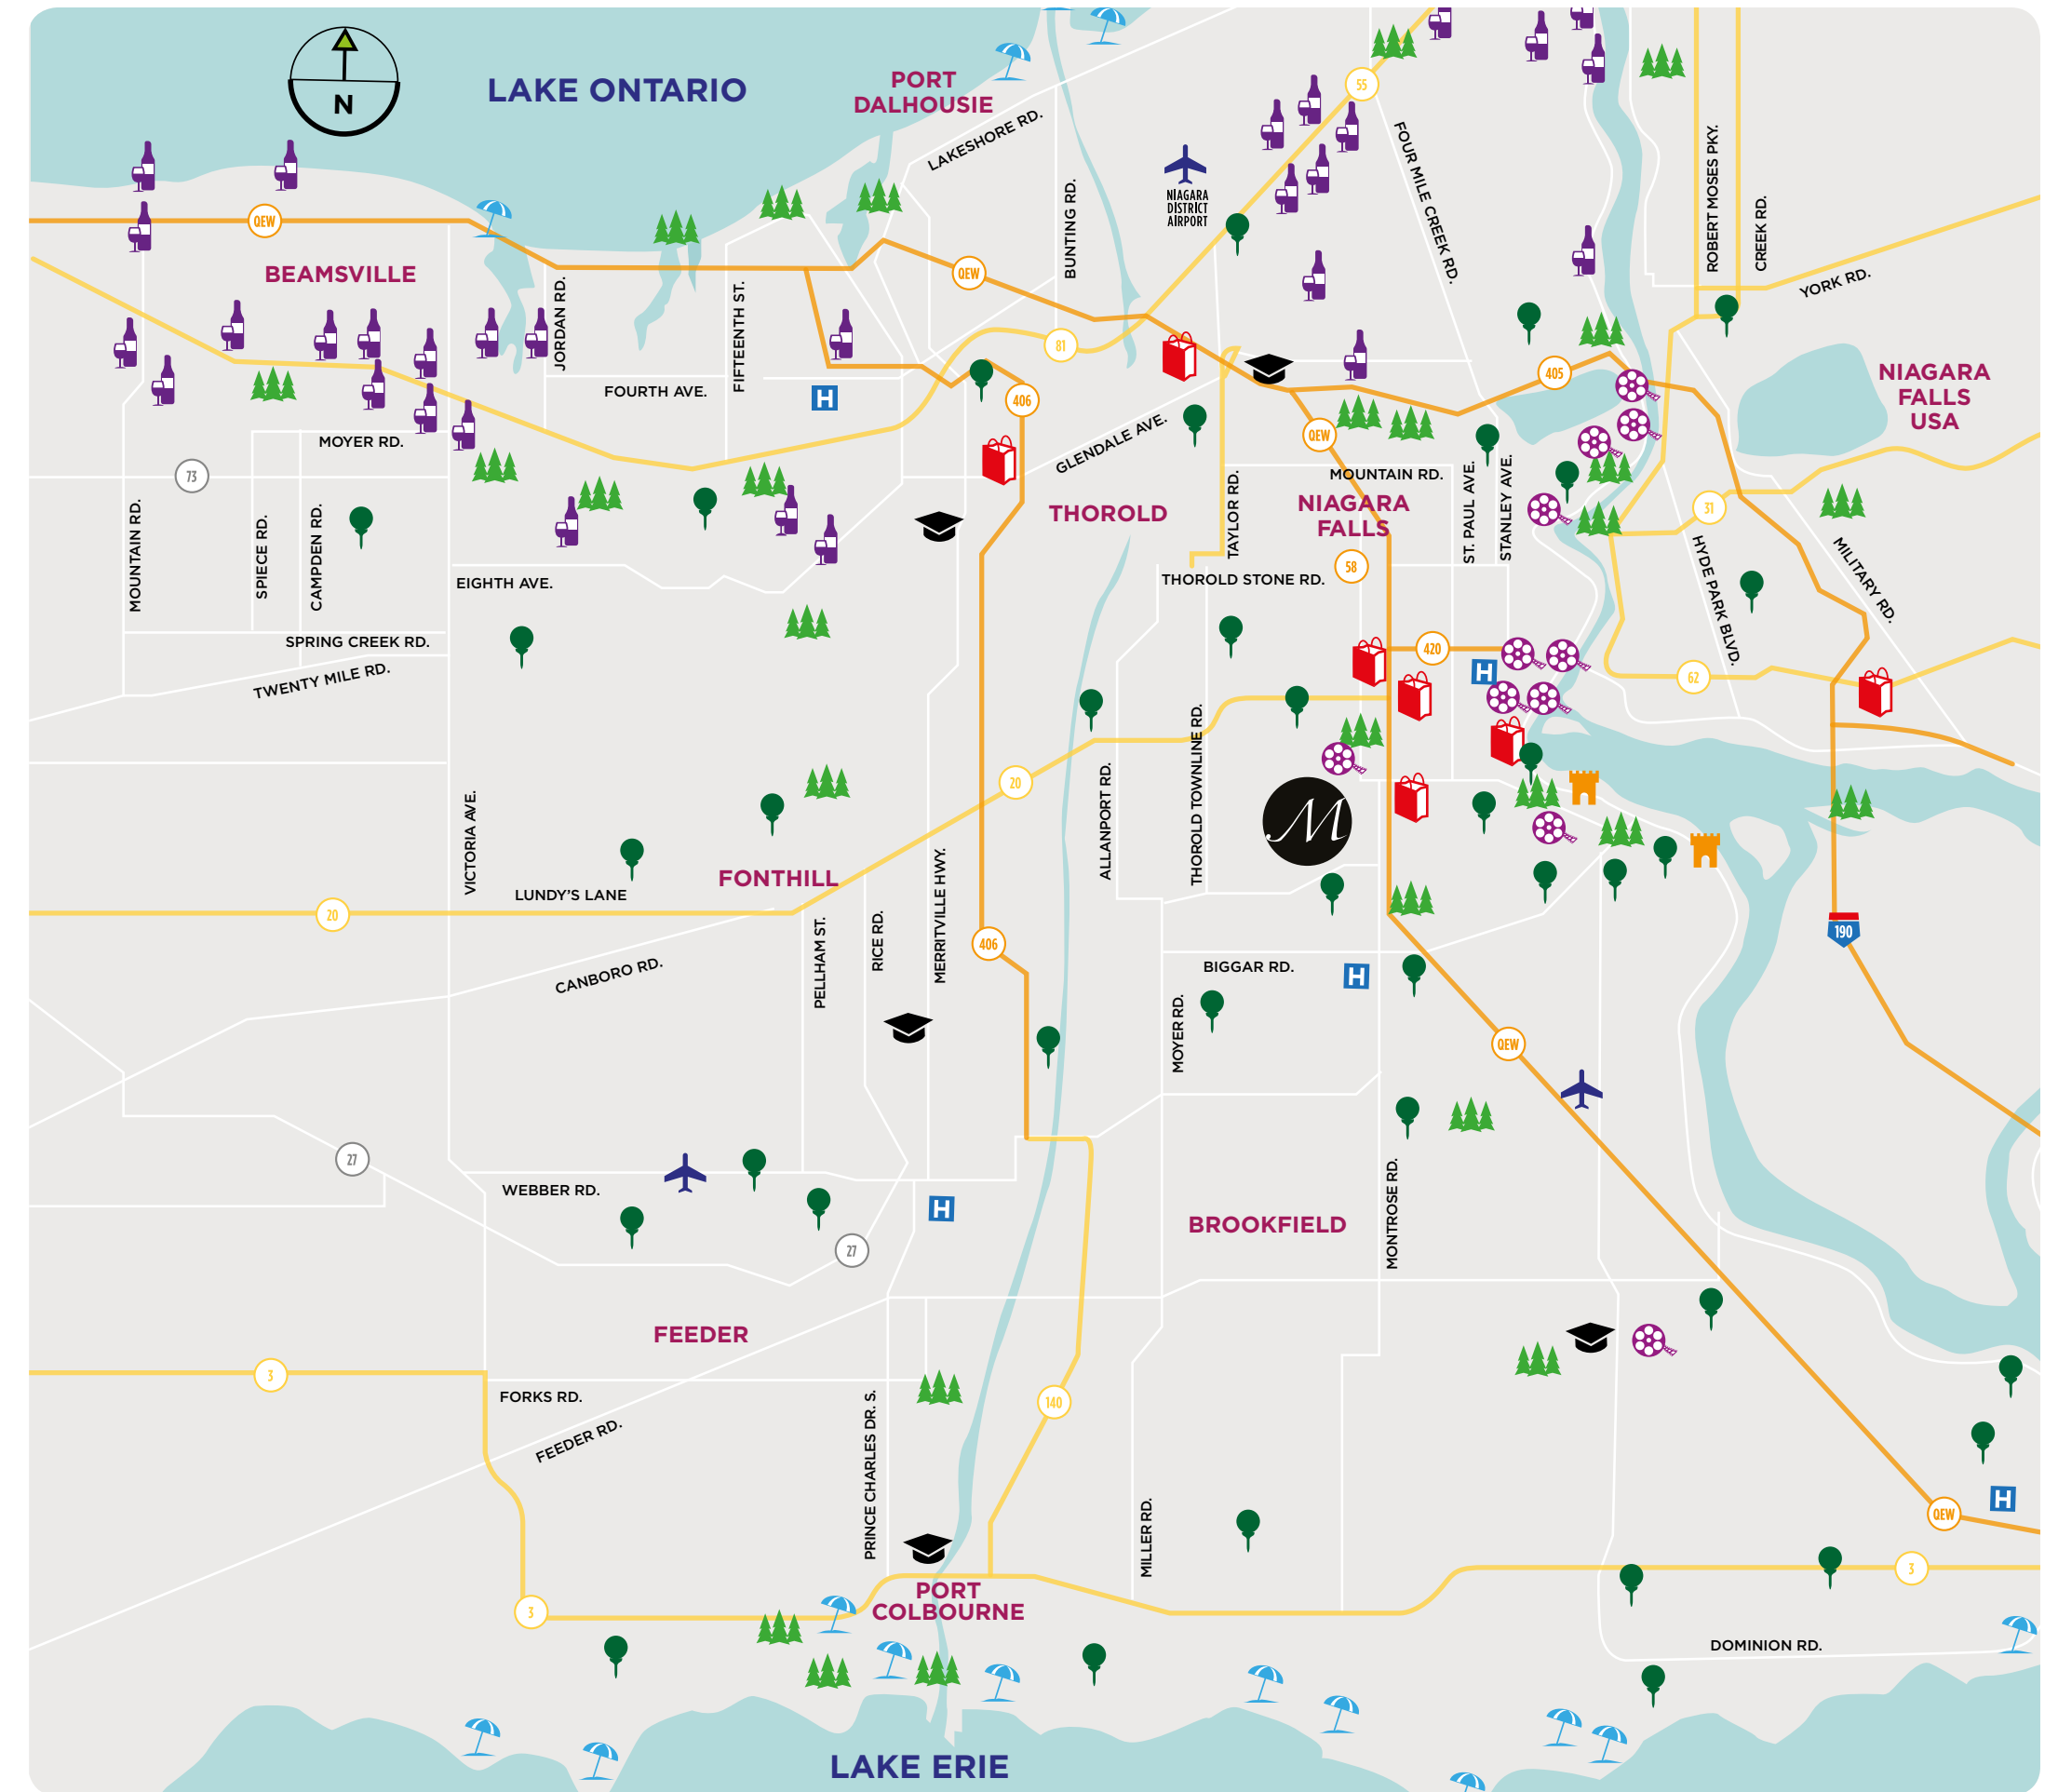 N
LAKE ONTARIO
PORT
DALHOUSIE
LAKESHORE RD.
55
FOUR MILE CREEK RD.
ROBERT MOSES PKY.
CREEK RD.
YORK RD.
BUNTING RD.
NIAGARA
DISTRICT
AIRPORT
QEW
BEAMSVILLE
QEW
JORDAN RD.
FIFTEENTH ST.
81
405
FOURTH AVE.
H
406
NIAGARA
FALLS
USA
MOYER RD.
73
GLENDALE AVE.
QEW
MOUNTAIN RD.
ST. PAUL AVE.
STANLEY AVE.
TAYLOR RD.
THOROLD
NIAGARA
FALLS
31
HYDE PARK BLVD.
MILITARY RD.
MOUNTAIN RD.
SPIECE RD.
CAMPDEN RD.
EIGHTH AVE.
THOROLD STONE RD.
58
SPRING CREEK RD.
TWENTY MILE RD.
420
H
62
20
VICTORIA AVE.
ALLANPORT RD.
THOROLD TOWNLINE RD.
M
FONTHILL
LUNDY'S LANE
20
MERRITVILLE HWY.
RICE RD.
PELLHAM ST.
CANBORO RD.
406
190
BIGGAR RD.
H
MOYER RD.
QEW
27
WEBBER RD.
H
27
BROOKFIELD
MONTROSE RD.
FEEDER
3
FORKS RD.
FEEDER RD.
PRINCE CHARLES DR. S.
140
MILLER RD.
H
QEW
3
3
PORT
COLBOURNE
DOMINION RD.
LAKE ERIE